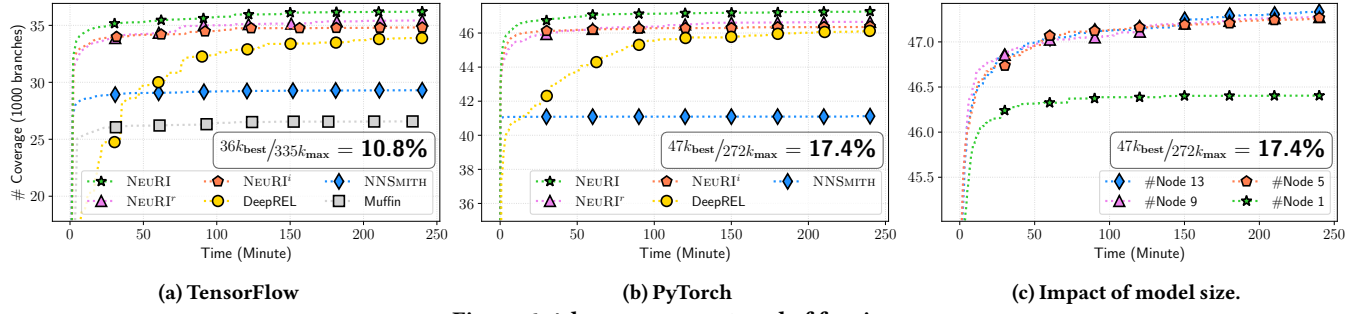 # Coverage (1000 branches)
35
30
25
20
36k_best/335k_max = 10.8%
NeuRI
NeuRI^r
NeuRI^i
DeepREL
NNSmith
Muffin
0 50 100 150 200 250
Time (Minute)
(a) TensorFlow
46
44
42
40
38
36
47k_best/272k_max = 17.4%
NeuRI
NeuRI^r
NeuRI^i
DeepREL
NNSmith
0 50 100 150 200 250
Time (Minute)
(b) PyTorch
47.0
46.5
46.0
45.5
47k_best/272k_max = 17.4%
#Node 13
#Node 9
#Node 5
#Node 1
0 50 100 150 200 250
Time (Minute)
(c) Impact of model size.